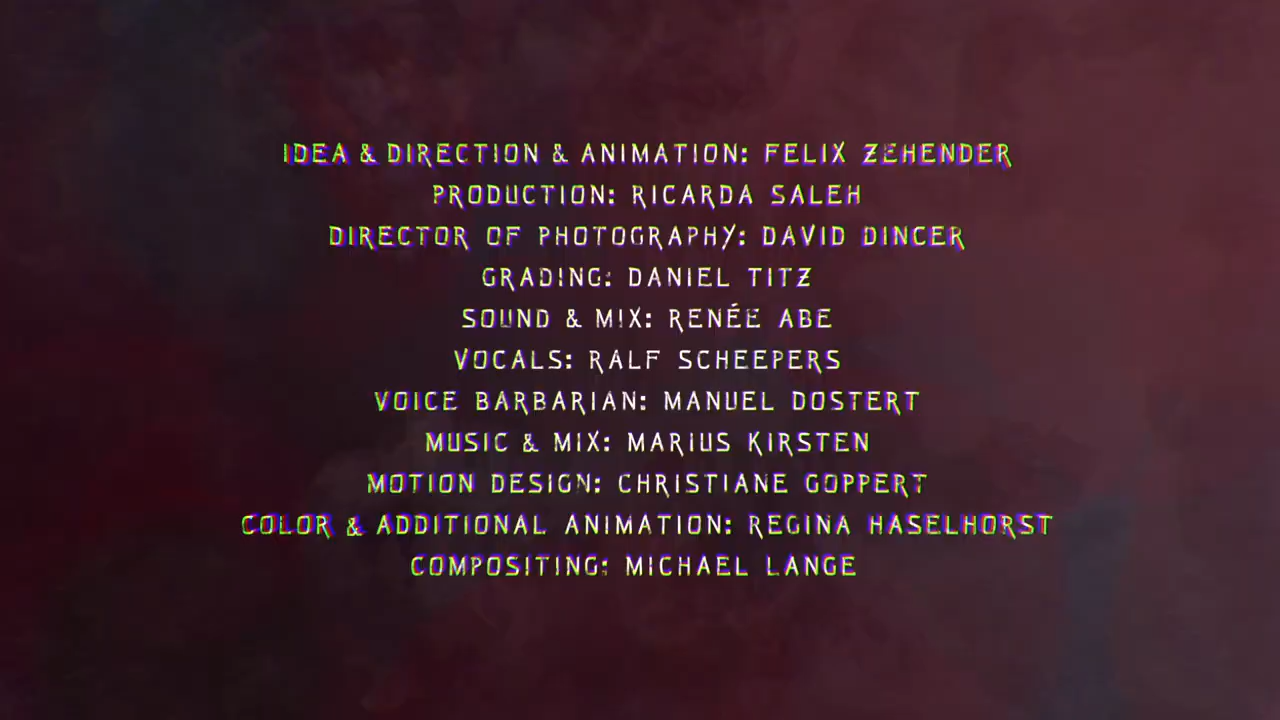 IDEA & DIRECTION & ANIMATION: FELIX ZEHENDER
PRODUCTION: RICARDA SALEH
DIRECTOR OF PHOTOGRAPHY: DAVID DINCER
GRADING: DANIEL TITZ
SOUND & MIX: RENÉE ABE
VOCALS: RALF SCHEEPERS
VOICE BARBARIAN: MANUEL DOSTERT
MUSIC & MIX: MARIUS KIRSTEN
MOTION DESIGN: CHRISTIANE GOPPERT
COLOR & ADDITIONAL ANIMATION: REGINA HASELHORST
COMPOSITING: MICHAEL LANGE